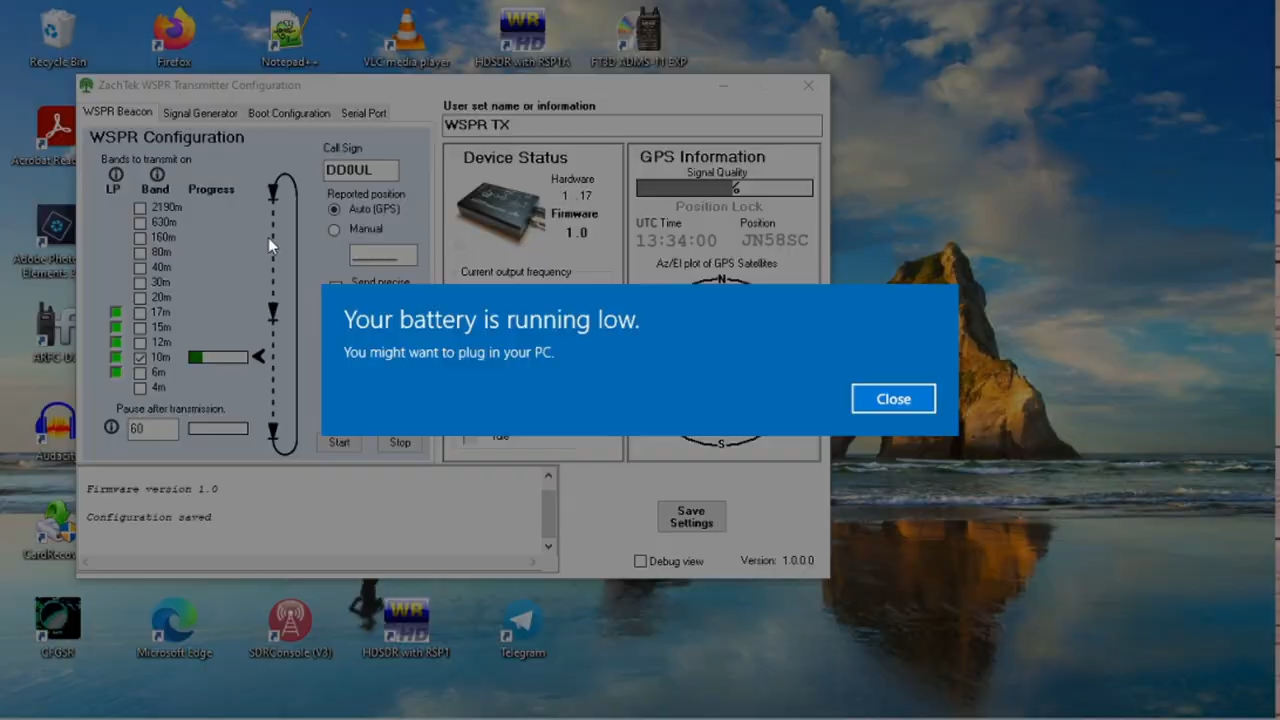 Recycle Bin
Firefox
Notepad++
VLC media player
HDSDR with RSP1A
FT3D ADMS-11 EXP
ZachTek WSPR Transmitter Configuration
WSPR Beacon
Signal Generator
Boot Configuration
Serial Port
User set name or information
WSPR TX
WSPR Configuration
Bands to transmit on
LP
Band
Progress
2190m
630m
160m
80m
40m
30m
20m
17m
15m
12m
10m
6m
4m
Pause after transmission.
60
Call Sign
DD0UL
Reported position
Auto (GPS)
Manual
Send precise
Start
Stop
Device Status
Hardware
1 .17
Firmware
1.0
Current output frequency
Idle
GPS Information
Signal Quality
%
Position Lock
UTC Time
Position
13:34:00
JN58SC
Az/El plot of GPS Satellites
N
S
Your battery is running low.
You might want to plug in your PC.
Close
Firmware version 1.0
Configuration saved
Save
Settings
Debug view
Version: 1.0.0.0
Acrobat
Adobe
Elements
Audacity
CFGSR
Microsoft Edge
SDRConsole (V3)
HDSDR with RSP1
Telegram